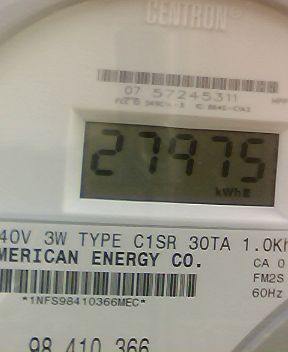 CENTRON®
07 57245311
27975
kWh
40V 3W TYPE C1SR 30TA 1.0Kh
MERICAN ENERGY CO.
CA 0
FM2S
*1NFS98410366MEC*
60Hz
98 410 366